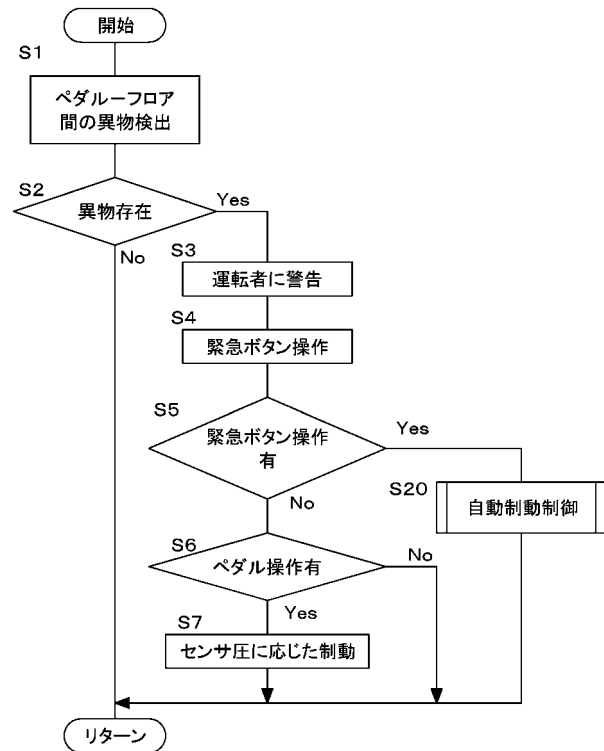 開始
S1
ペダルーフロア
間の異物検出
S2
異物存在
Yes
No
S3
運転者に警告
S4
緊急ボタン操作
S5
緊急ボタン操作
有
Yes
No
S20
自動制動制御
S6
ペダル操作有
No
Yes
S7
センサ圧に応じた制動
リターン